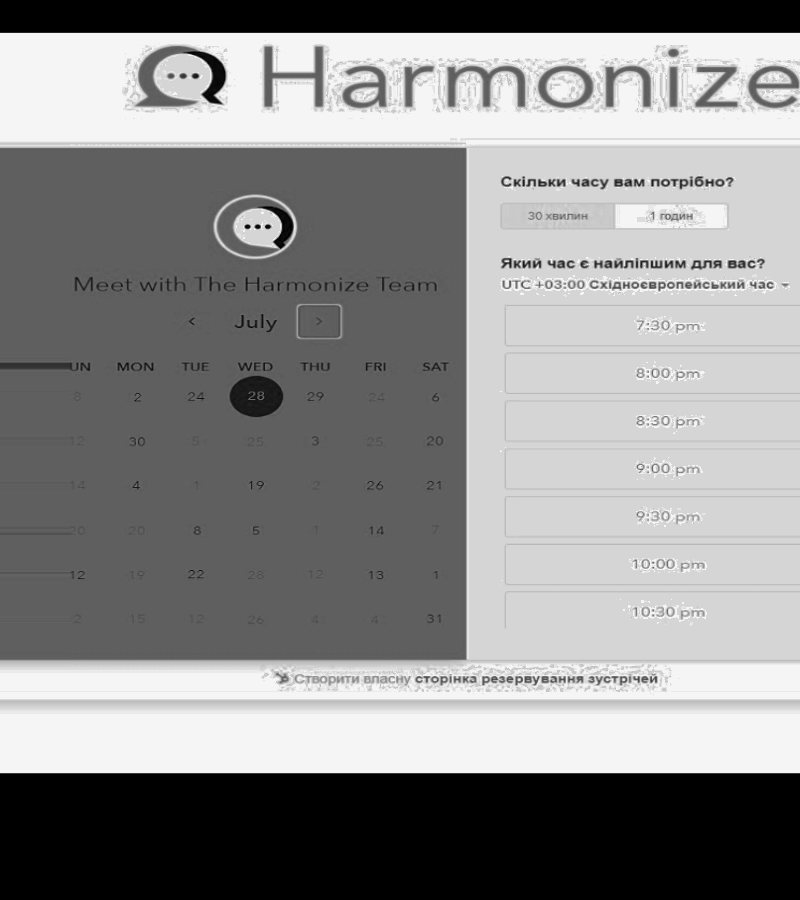 Harmonize
Meet with The Harmonize Team
< July >
UN MON TUE WED THU FRI SAT
8 2 24 28 29 24 6
12 30 5 25 3 25 20
14 4 1 19 2 26 21
20 20 8 5 1 14 7
12 19 22 28 12 13 1
2 15 12 26 4 4 31
Скільки часу вам потрібно?
30 хвилин 1 годин
Який час є найліпшим для вас?
UTC +03:00 Східноєвропейський час
7:30 pm
8:00 pm
8:30 pm
9:00 pm
9:30 pm
10:00 pm
10:30 pm
Створити власну сторінка резервування зустрічей